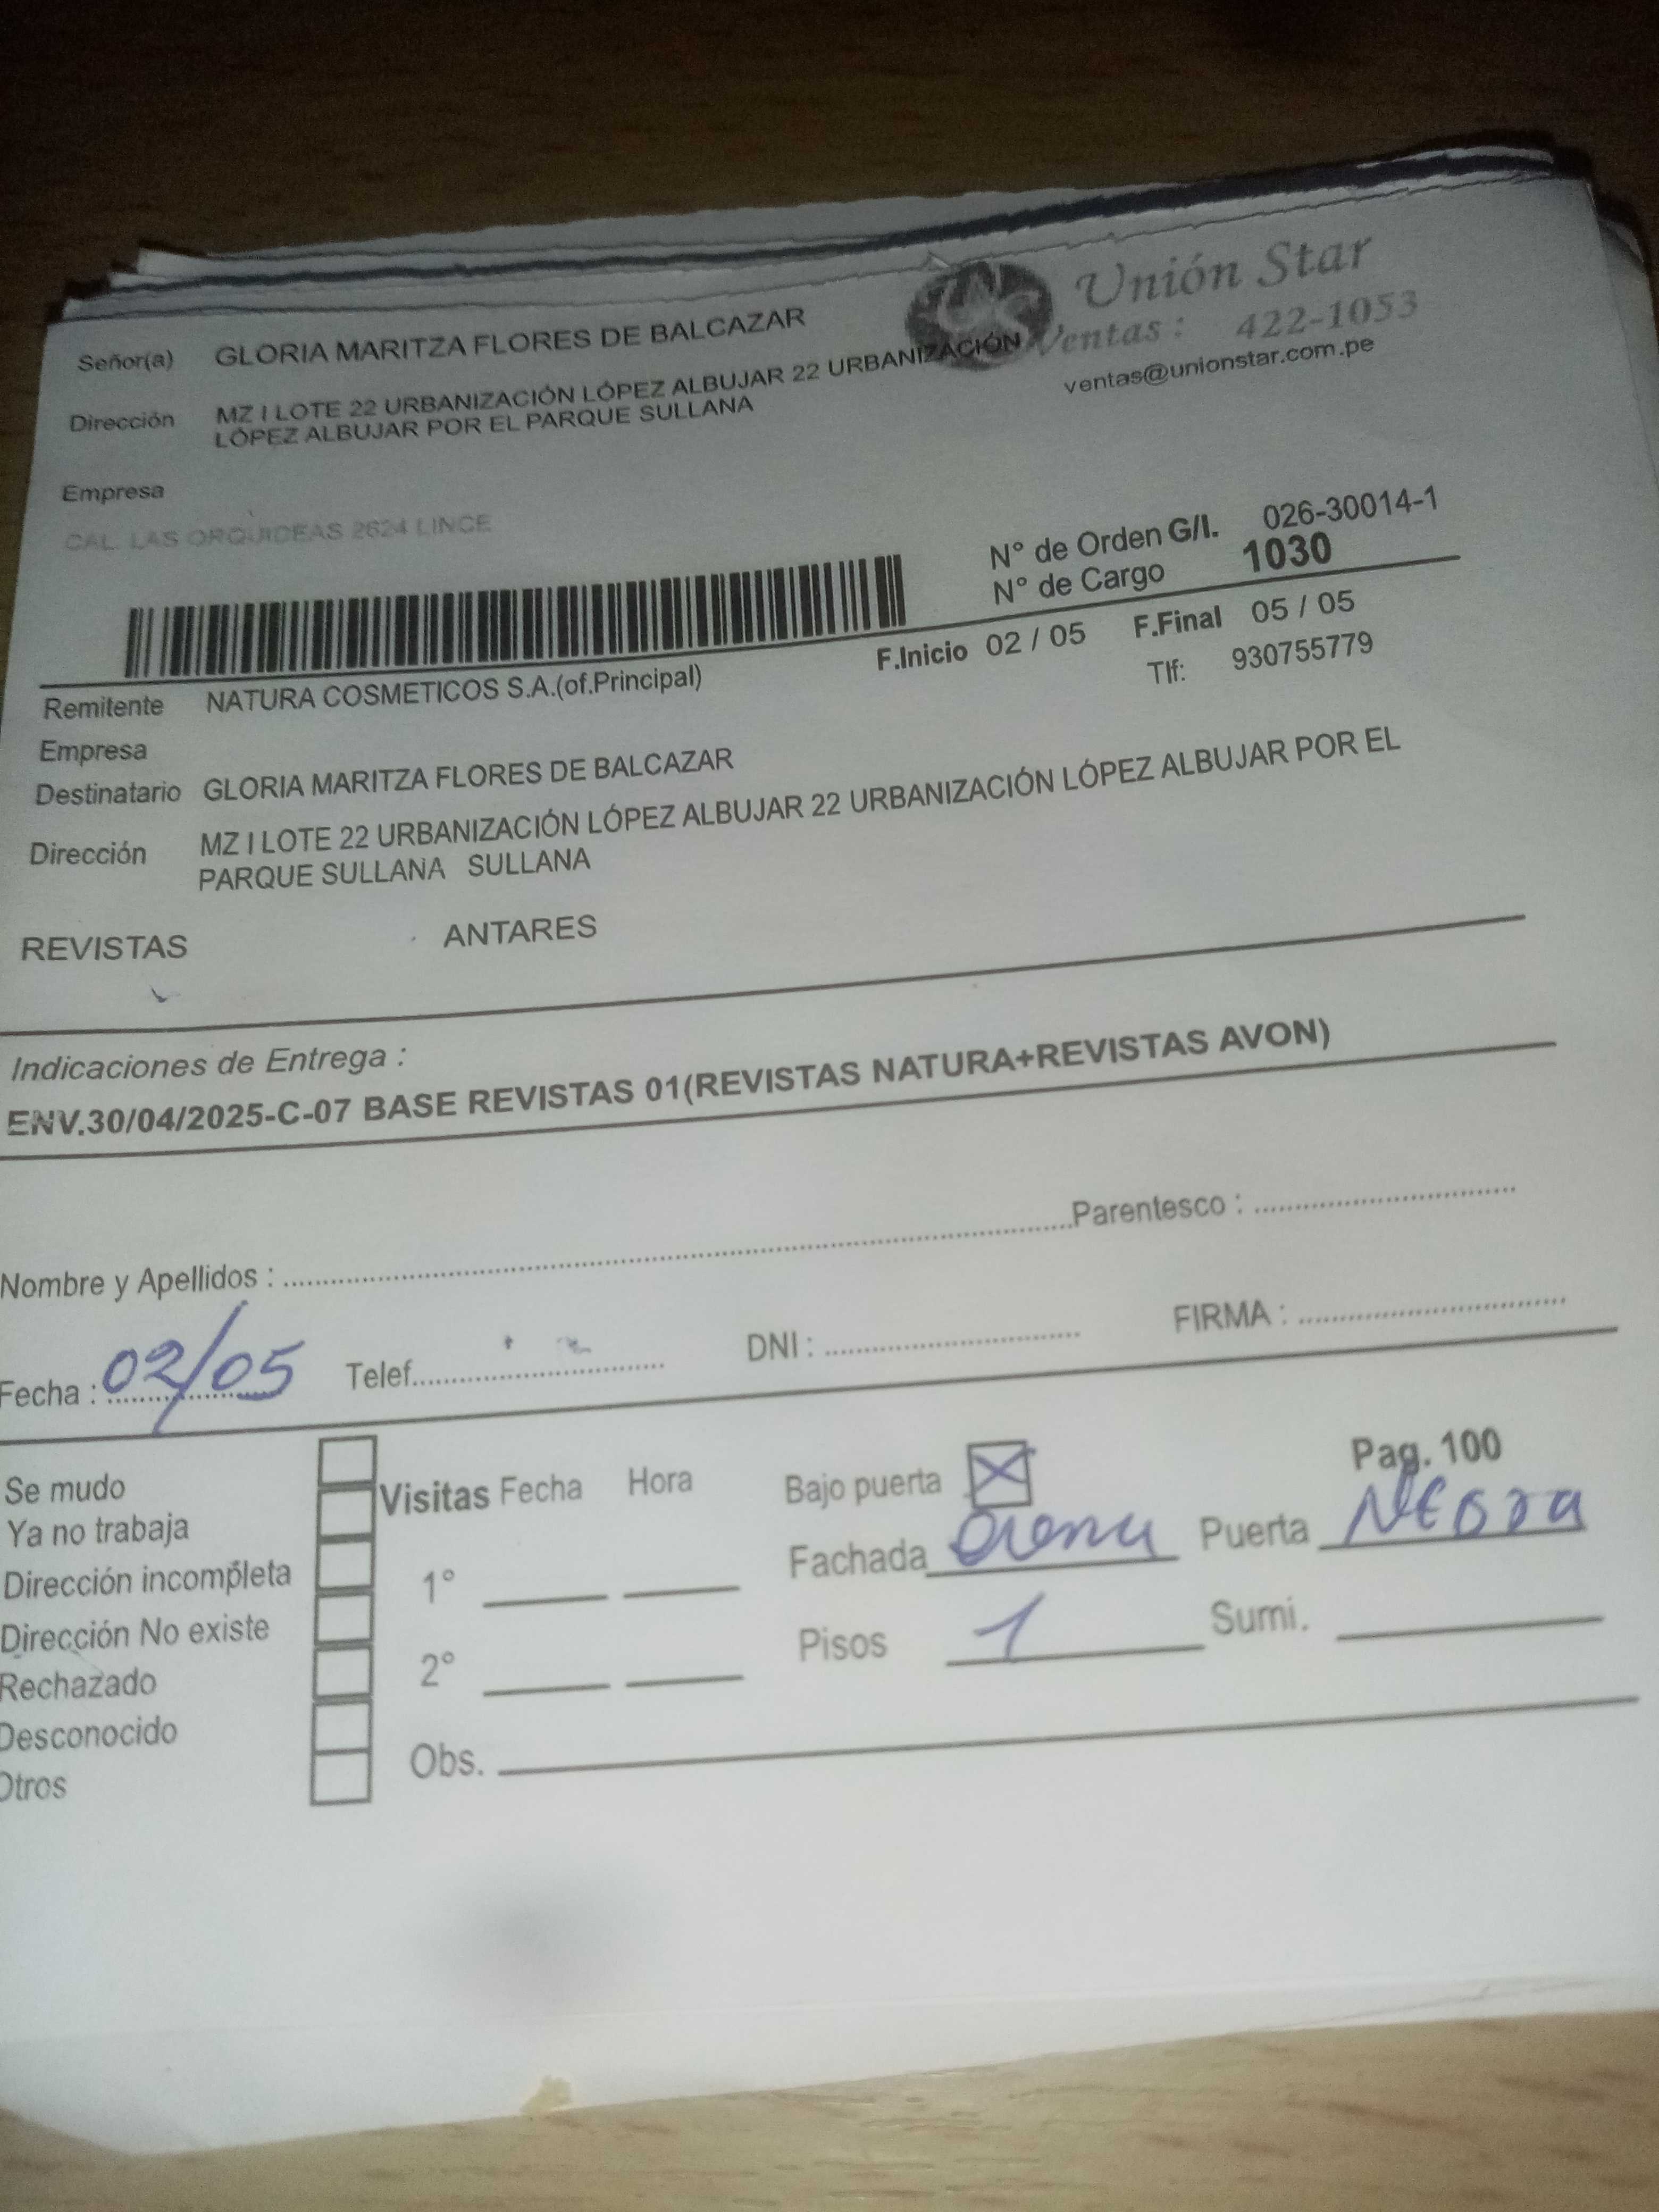 Unión Star
Ventas: 422-1053
ventas@unionstar.com.pe
Señor(a) GLORIA MARITZA FLORES DE BALCAZAR
Dirección MZ I LOTE 22 URBANIZACIÓN LÓPEZ ALBUJAR 22 URBANIZACIÓN
LÓPEZ ALBUJAR POR EL PARQUE SULLANA
Empresa
CAL. LAS ORQUIDEAS 2624 LINCE
N° de Orden G/I. 026-30014-1
N° de Cargo 1030
F.Inicio 02 / 05 F.Final 05 / 05
Remitente NATURA COSMETICOS S.A.(of.Principal) Tlf: 930755779
Empresa
Destinatario GLORIA MARITZA FLORES DE BALCAZAR
Dirección MZ I LOTE 22 URBANIZACIÓN LÓPEZ ALBUJAR 22 URBANIZACIÓN LÓPEZ ALBUJAR POR EL
PARQUE SULLANA SULLANA
REVISTAS ANTARES
Indicaciones de Entrega :
ENV.30/04/2025-C-07 BASE REVISTAS 01(REVISTAS NATURA+REVISTAS AVON)
Nombre y Apellidos : Parentesco :
Fecha : 02/05 Telef. DNI : FIRMA :
Se mudo
Ya no trabaja
Dirección incompleta
Dirección No existe
Rechazado
Desconocido
Otros
Visitas Fecha Hora
1°
2°
Obs.
Bajo puerta Pag. 100
Fachada Puerta Negra
Pisos 1 Sumi.